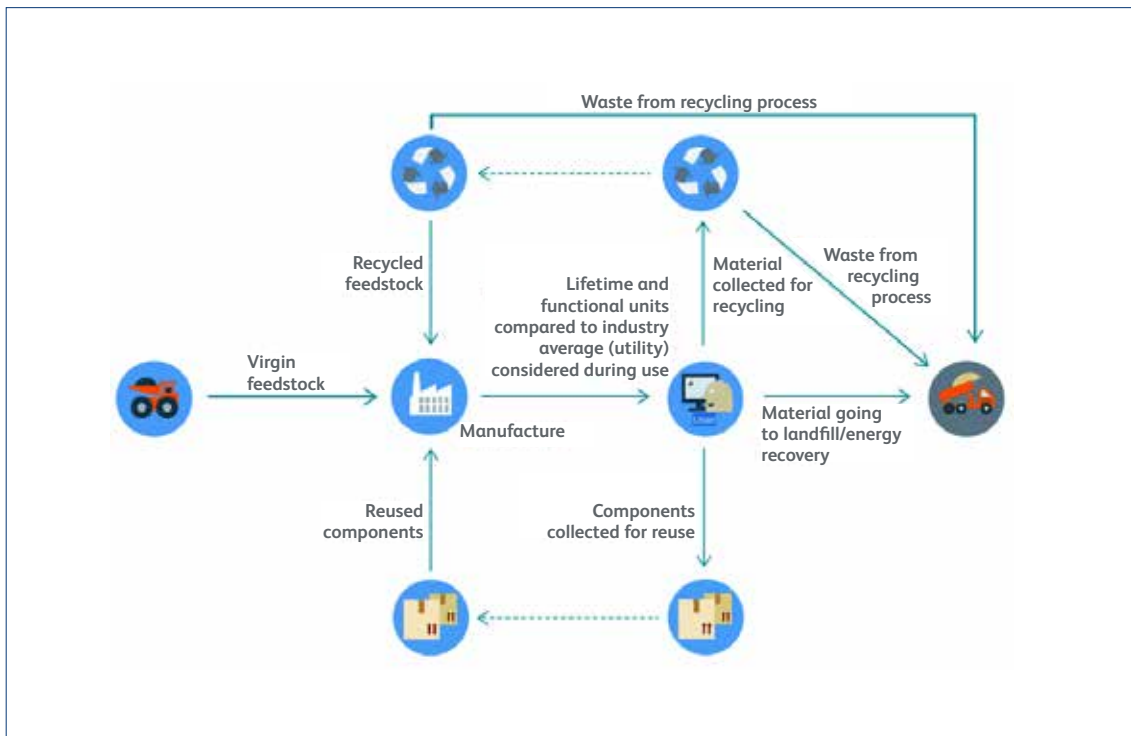 Waste from recycling process
Recycled
feedstock
Lifetime and
functional units
compared to industry
average (utility)
considered during use
Material
collected for
recycling
Waste from
recycling
process
Virgin
feedstock
Manufacture
Material going
to landfill/energy
recovery
Reused
components
Components
collected for reuse